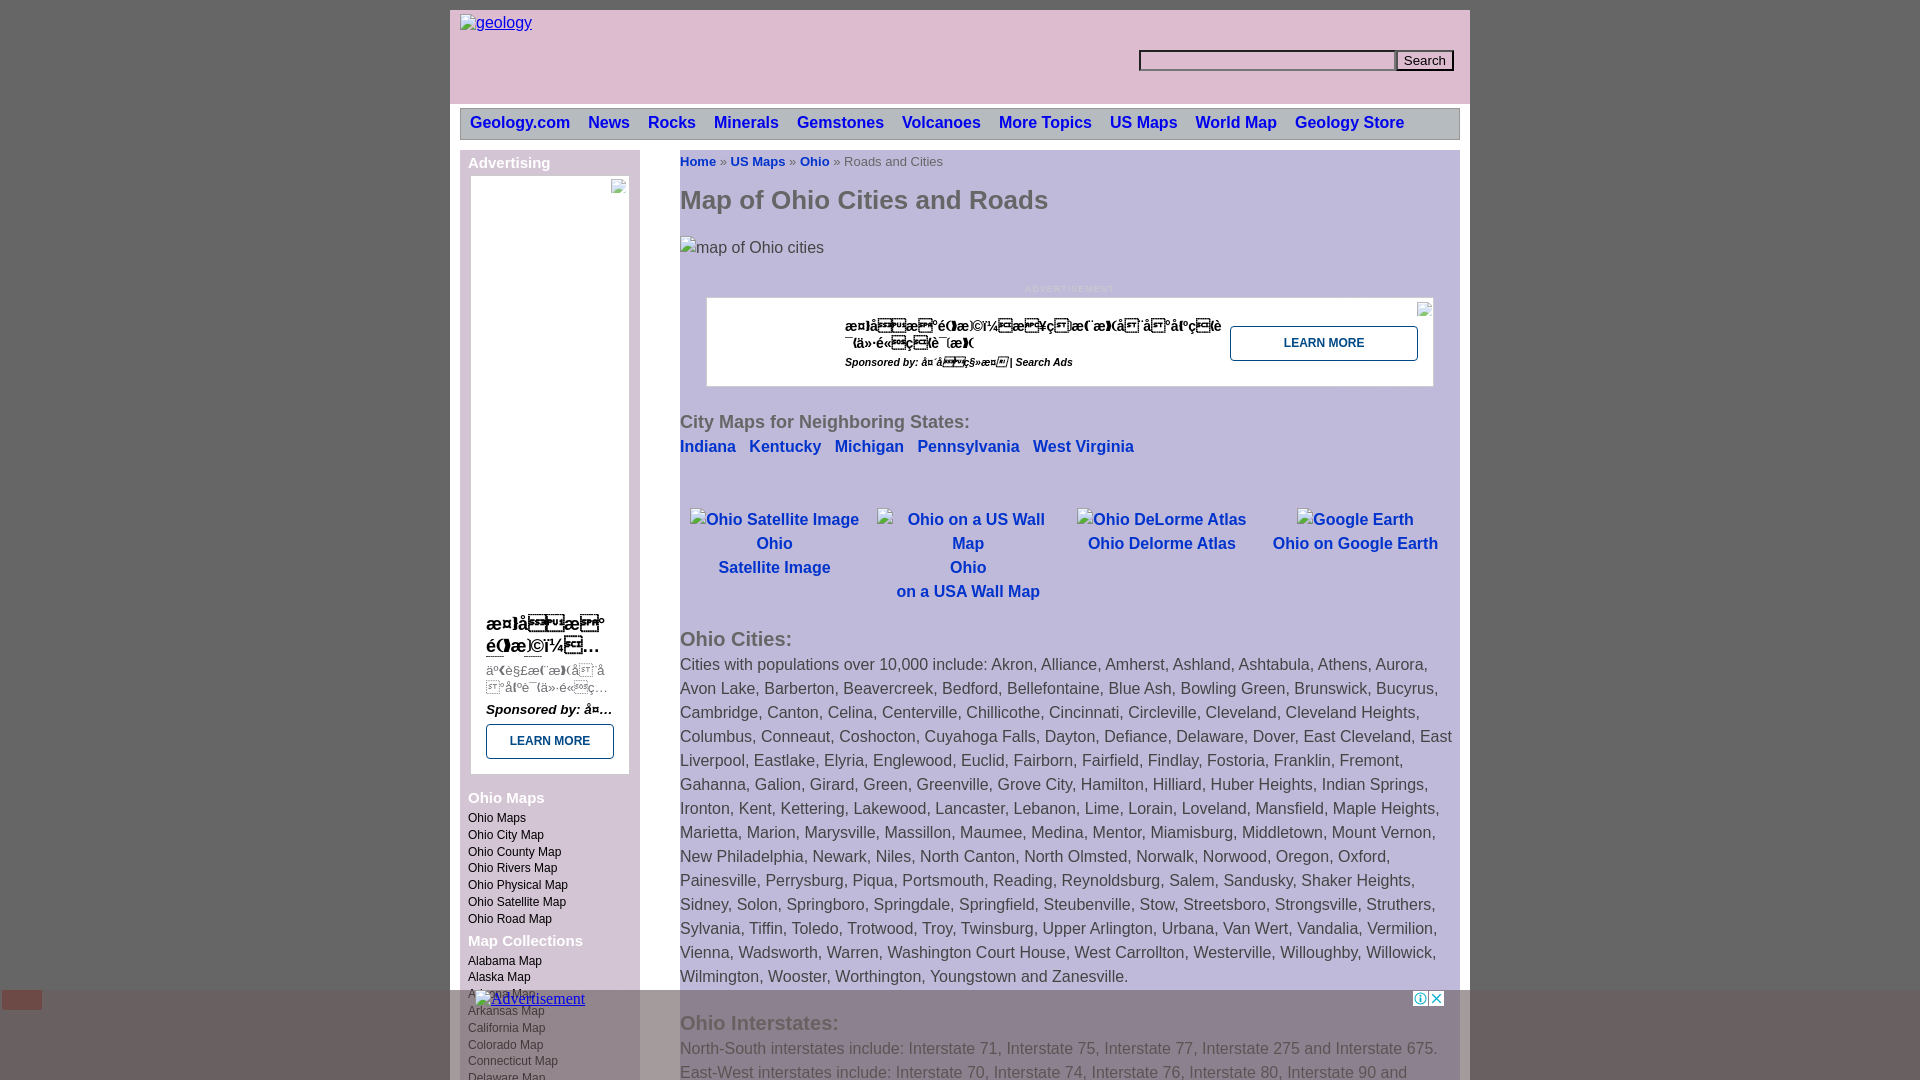 geology
Search
Geology.com News Rocks Minerals Gemstones Volcanoes More Topics US Maps World Map Geology Store
Advertising
Sponsored by:
LEARN MORE
Ohio Maps
Ohio Maps
Ohio City Map
Ohio County Map
Ohio Rivers Map
Ohio Physical Map
Ohio Satellite Map
Ohio Road Map
Map Collections
Alabama Map
Alaska Map
Arizona Map
Arkansas Map
California Map
Colorado Map
Connecticut Map
Delaware Map
Home » US Maps » Ohio » Roads and Cities
Map of Ohio Cities and Roads
map of Ohio cities
ADVERTISEMENT
Sponsored by: | Search Ads
LEARN MORE
City Maps for Neighboring States:
Indiana Kentucky Michigan Pennsylvania West Virginia
Ohio Satellite Image
Ohio
Satellite Image
Ohio on a US Wall
Map
Ohio
on a USA Wall Map
Ohio DeLorme Atlas
Ohio Delorme Atlas
Google Earth
Ohio on Google Earth
Ohio Cities:
Cities with populations over 10,000 include: Akron, Alliance, Amherst, Ashland, Ashtabula, Athens, Aurora,
Avon Lake, Barberton, Beavercreek, Bedford, Bellefontaine, Blue Ash, Bowling Green, Brunswick, Bucyrus,
Cambridge, Canton, Celina, Centerville, Chillicothe, Cincinnati, Circleville, Cleveland, Cleveland Heights,
Columbus, Conneaut, Coshocton, Cuyahoga Falls, Dayton, Defiance, Delaware, Dover, East Cleveland, East
Liverpool, Eastlake, Elyria, Englewood, Euclid, Fairborn, Fairfield, Findlay, Fostoria, Franklin, Fremont,
Gahanna, Galion, Girard, Green, Greenville, Grove City, Hamilton, Hilliard, Huber Heights, Indian Springs,
Ironton, Kent, Kettering, Lakewood, Lancaster, Lebanon, Lime, Lorain, Loveland, Mansfield, Maple Heights,
Marietta, Marion, Marysville, Massillon, Maumee, Medina, Mentor, Miamisburg, Middletown, Mount Vernon,
New Philadelphia, Newark, Niles, North Canton, North Olmsted, Norwalk, Norwood, Oregon, Oxford,
Painesville, Perrysburg, Piqua, Portsmouth, Reading, Reynoldsburg, Salem, Sandusky, Shaker Heights,
Sidney, Solon, Springboro, Springdale, Springfield, Steubenville, Stow, Streetsboro, Strongsville, Struthers,
Sylvania, Tiffin, Toledo, Trotwood, Troy, Twinsburg, Upper Arlington, Urbana, Van Wert, Vandalia, Vermilion,
Vienna, Wadsworth, Warren, Washington Court House, West Carrollton, Westerville, Willoughby, Willowick,
Wilmington, Wooster, Worthington, Youngstown and Zanesville.
Advertisement
Ohio Interstates:
North-South interstates include: Interstate 71, Interstate 75, Interstate 77, Interstate 275 and Interstate 675.
East-West interstates include: Interstate 70, Interstate 74, Interstate 76, Interstate 80, Interstate 90 and